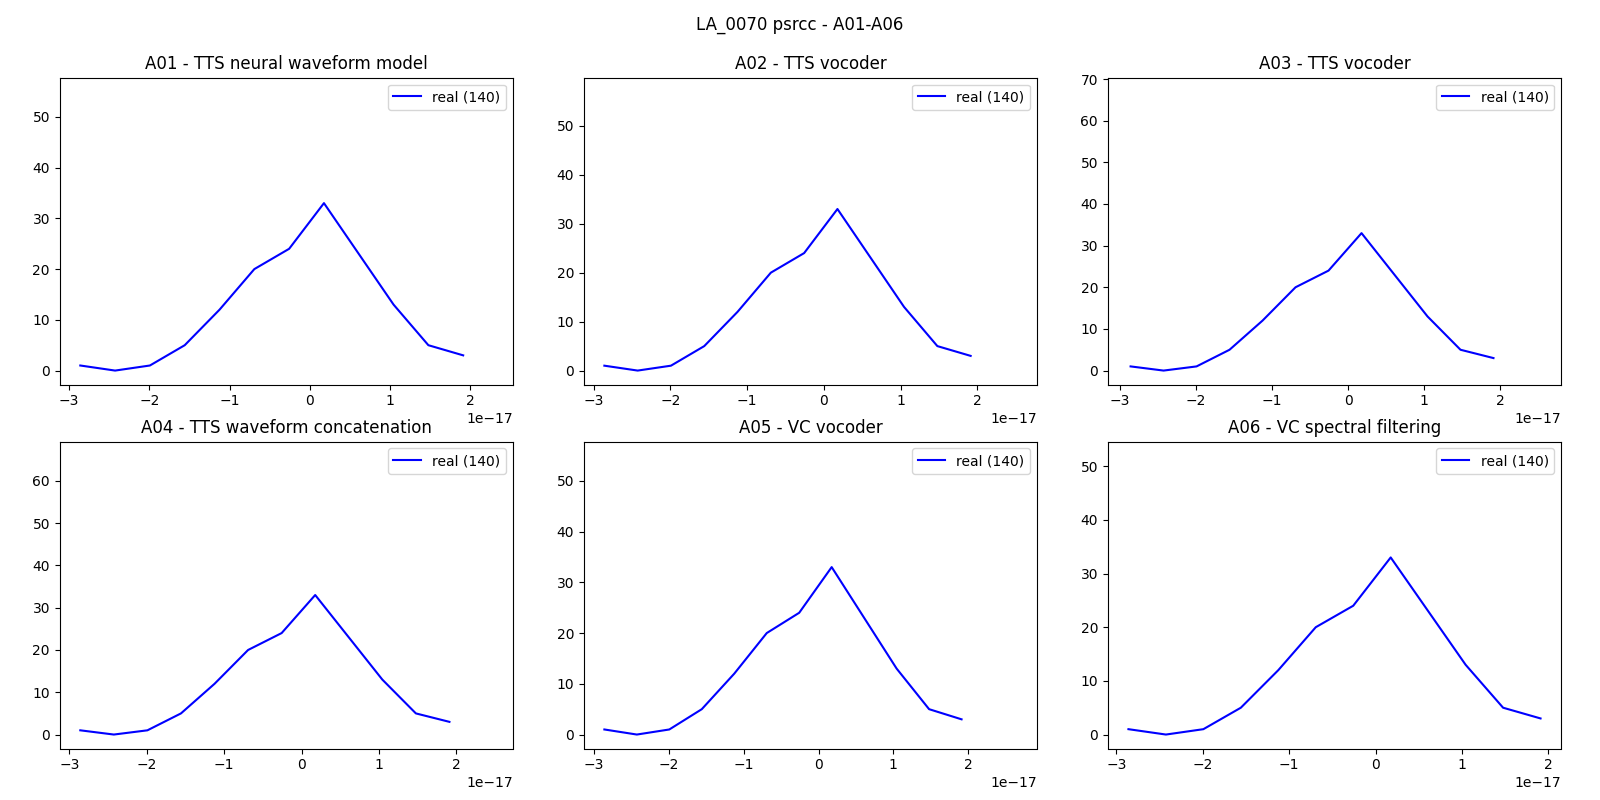 LA_0070 psrcc - A01-A06
A01 - TTS neural waveform model
real (140)
50
40
30
20
10
0
−3 −2 −1 0 1 2
1e−17
A02 - TTS vocoder
real (140)
50
40
30
20
10
0
−3 −2 −1 0 1 2
1e−17
A03 - TTS vocoder
real (140)
70
60
50
40
30
20
10
0
−3 −2 −1 0 1 2
1e−17
A04 - TTS waveform concatenation
real (140)
60
50
40
30
20
10
0
−3 −2 −1 0 1 2
1e−17
A05 - VC vocoder
real (140)
50
40
30
20
10
0
−3 −2 −1 0 1 2
1e−17
A06 - VC spectral filtering
real (140)
50
40
30
20
10
0
−3 −2 −1 0 1 2
1e−17